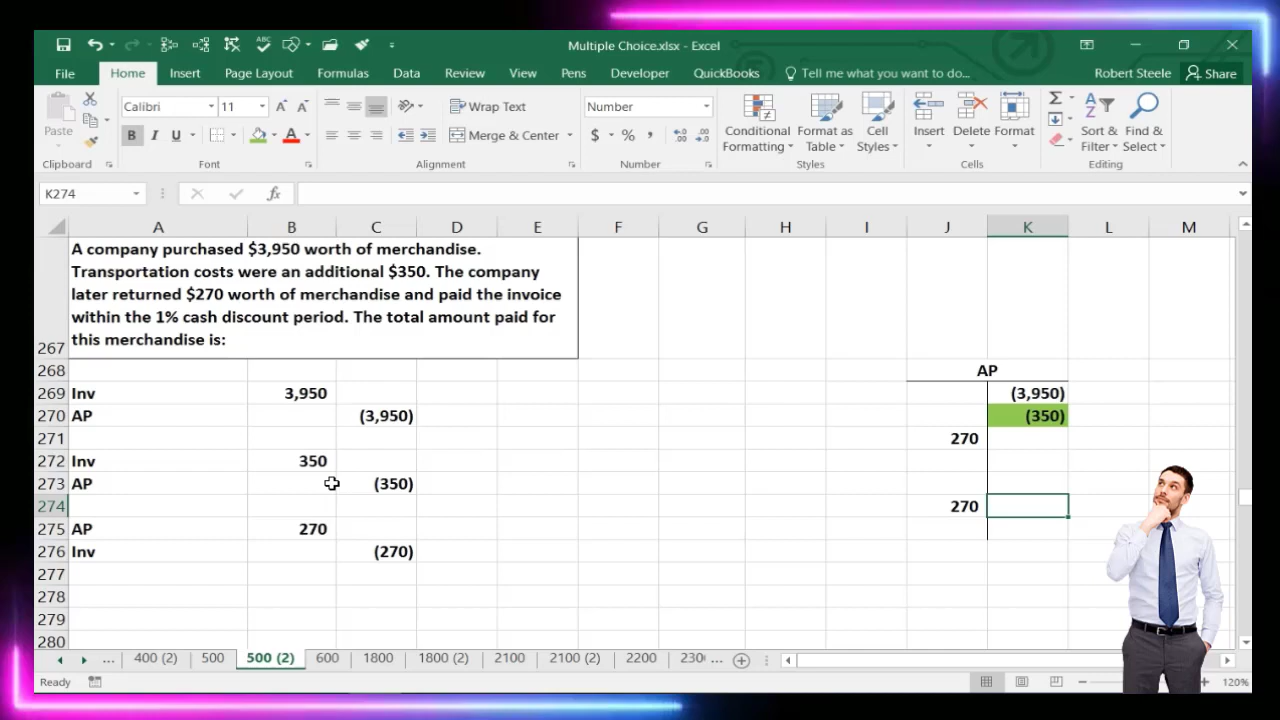 Multiple Choice.xlsx - Excel
File Home Insert Page Layout Formulas Data Review View Pens Developer QuickBooks Tell me what you want to do... Robert Steele Share
Paste
Calibri 11
Wrap Text
Number
B I U
Merge & Center
$ % ,
Conditional Formatting
Format as Table
Cell Styles
Insert
Delete
Format
Sort & Filter
Find & Select
Clipboard Font Alignment Number Styles Cells Editing
K274 fx
A B C D E F G H I J K L M
A company purchased $3,950 worth of merchandise.
Transportation costs were an additional $350. The company
later returned $270 worth of merchandise and paid the invoice
within the 1% cash discount period. The total amount paid for
267 this merchandise is:
268 AP
269 Inv 3,950 (3,950)
270 AP (3,950) (350)
271 270
272 Inv 350
273 AP (350)
274 270
275 AP 270
276 Inv (270)
277
278
279
280
... 400 (2) 500 500 (2) 600 1800 1800 (2) 2100 2100 (2) 2200 230 ...
Ready 120%